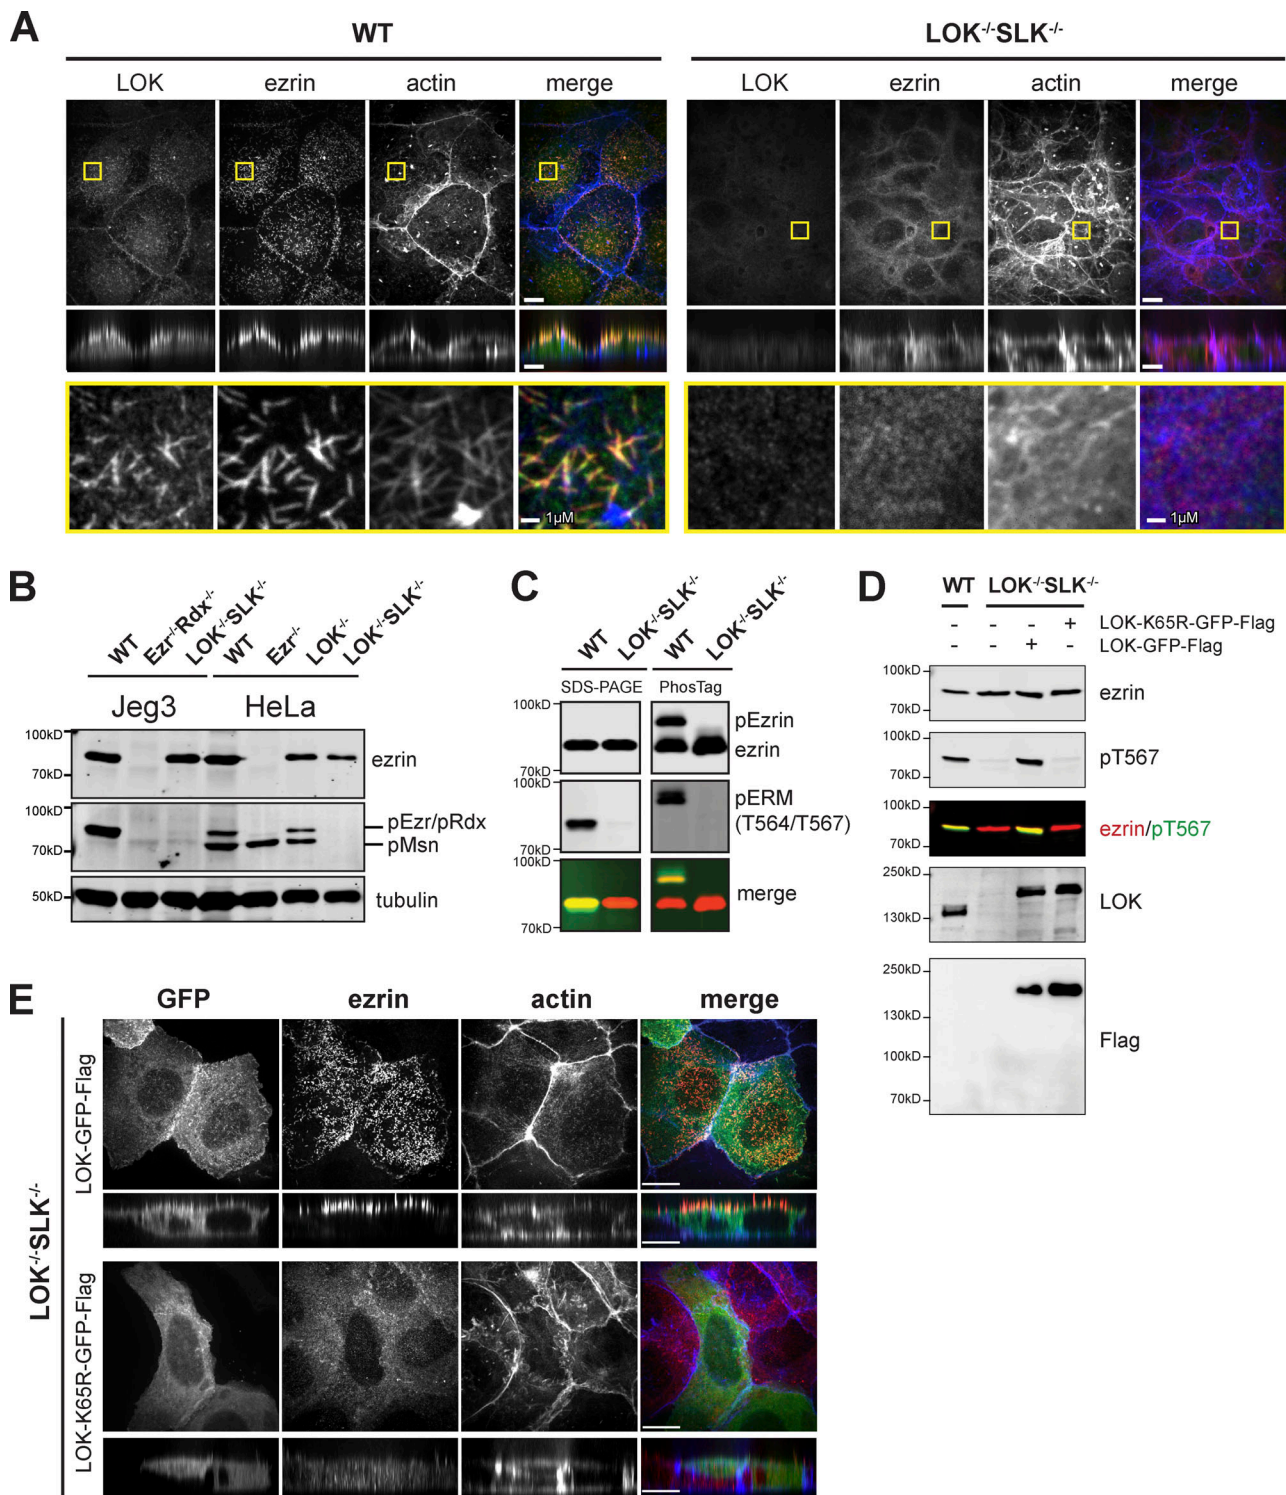 A
WT
LOK-/-SLK-/-
LOK ezrin actin merge
LOK ezrin actin merge
1µM
1µM
B
WT
Ezr-/-Rdx-/-
LOK-/-SLK-/-
WT
Ezr-/-
LOK-/-
LOK-/-SLK-/-
Jeg3
HeLa
100kD
70kD
ezrin
100kD
70kD
pEzr/pRdx
pMsn
50kD
tubulin
C
WT
LOK-/-SLK-/-
WT
LOK-/-SLK-/-
SDS-PAGE
PhosTag
100kD
70kD
pEzrin
ezrin
100kD
70kD
pERM
(T564/T567)
100kD
70kD
merge
D
WT
LOK-/-SLK-/-
- - - + LOK-K65R-GFP-Flag
- - + - LOK-GFP-Flag
100kD
70kD
ezrin
100kD
70kD
pT567
100kD
70kD
ezrin/pT567
250kD
130kD
LOK
250kD
130kD
100kD
70kD
Flag
E
GFP ezrin actin merge
LOK-/-SLK-/-
LOK-GFP-Flag
LOK-K65R-GFP-Flag